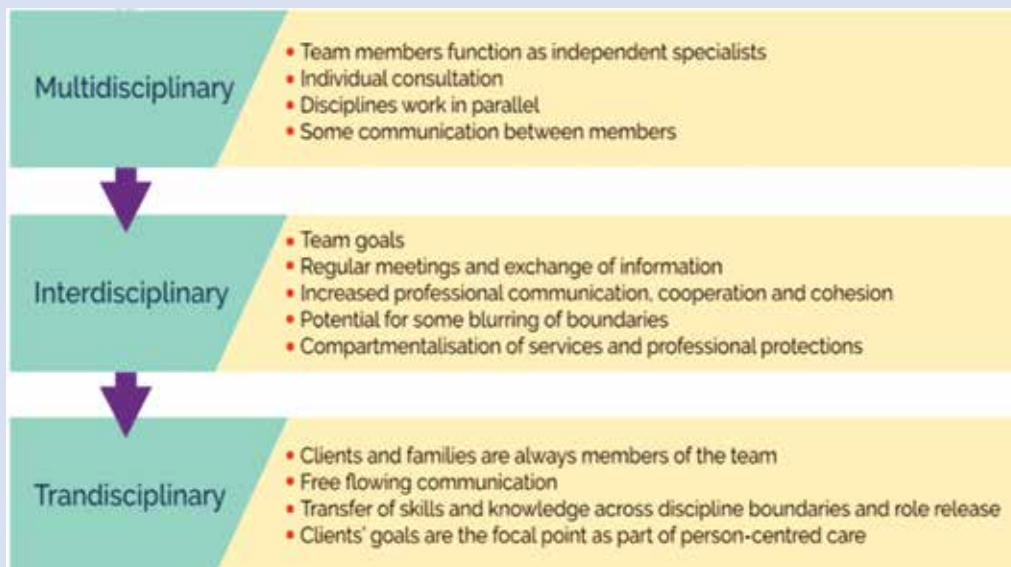 Multidisciplinary
• Team members function as independent specialists
• Individual consultation
• Disciplines work in parallel
• Some communication between members
Interdisciplinary
• Team goals
• Regular meetings and exchange of information
• Increased professional communication, cooperation and cohesion
• Potential for some blurring of boundaries
• Compartmentalisation of services and professional protections
Trandisciplinary
• Clients and families are always members of the team
• Free flowing communication
• Transfer of skills and knowledge across discipline boundaries and role release
• Clients' goals are the focal point as part of person-centred care